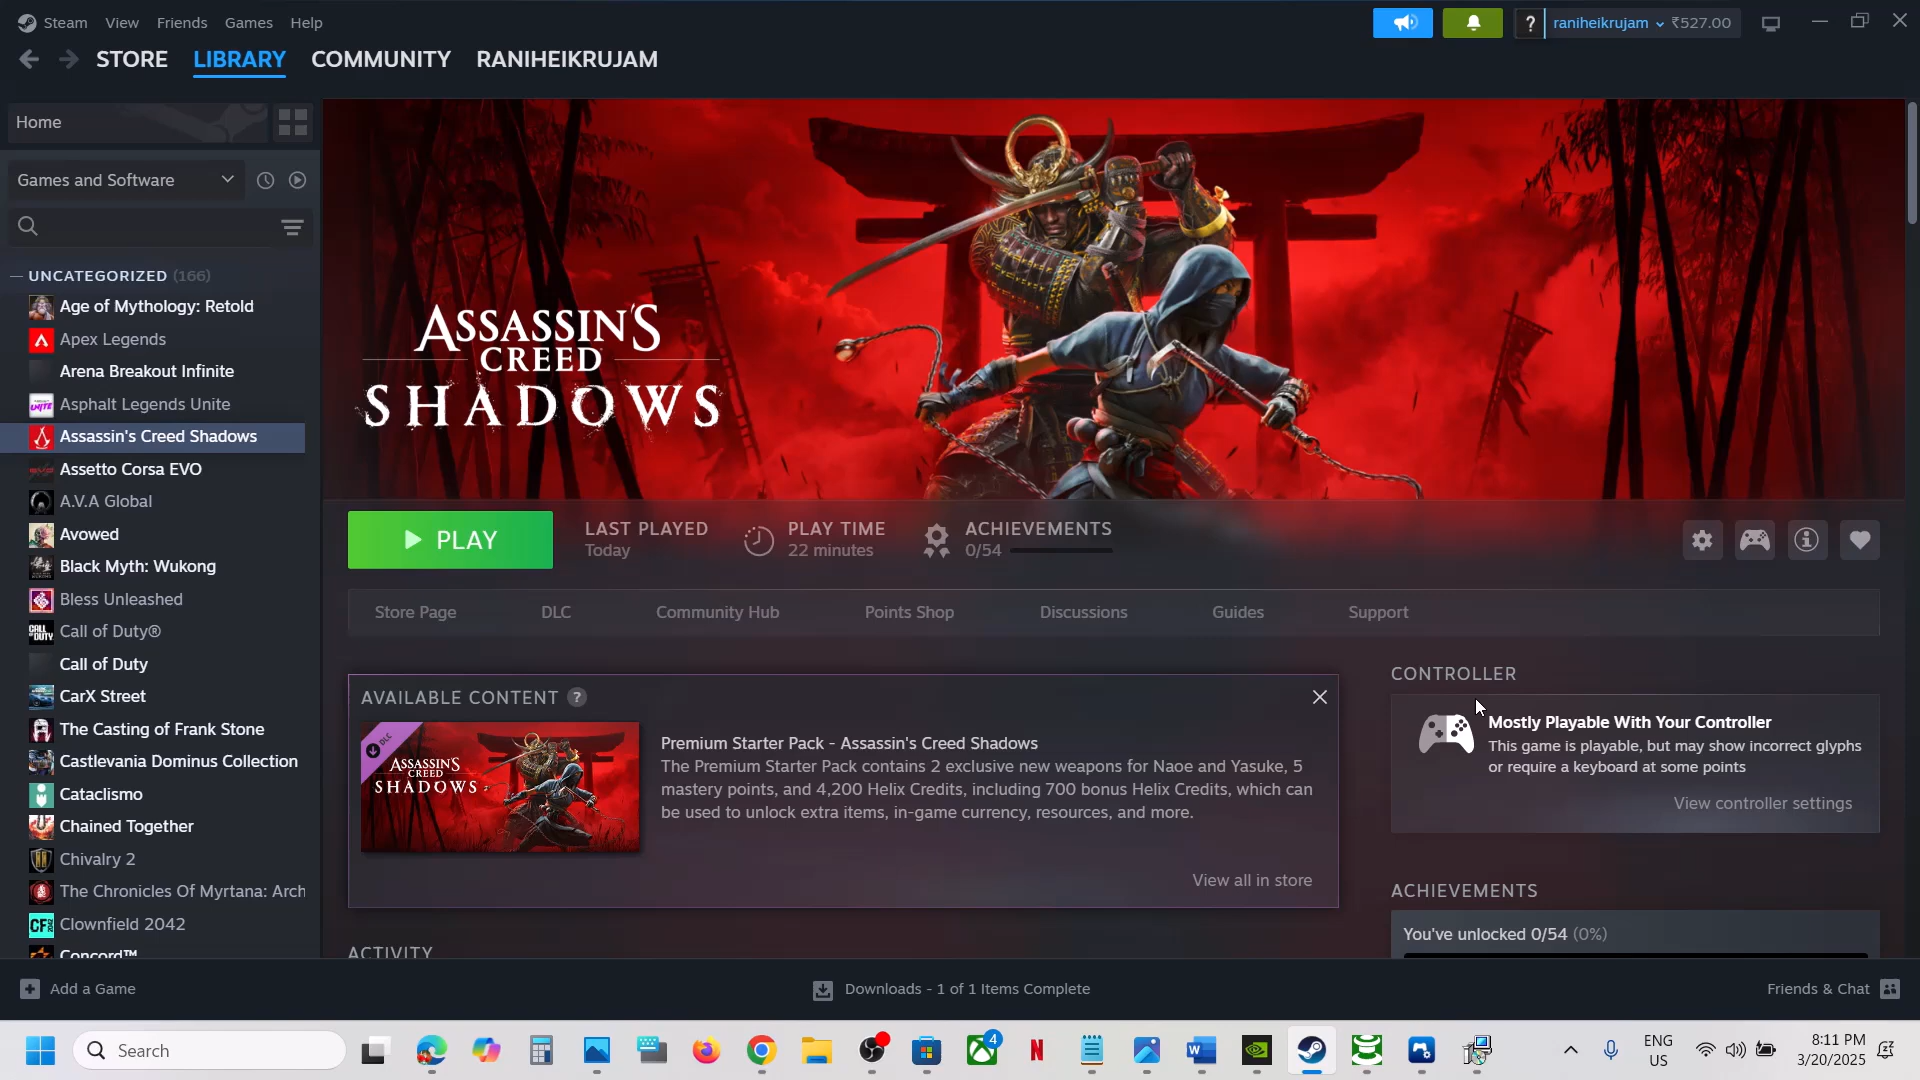 Steam View Friends Games Help
? raniheikrujam ₹527.00
STORE LIBRARY COMMUNITY RANIHEIKRUJAM
Home
Games and Software
— UNCATEGORIZED (166)
Age of Mythology: Retold
Apex Legends
Arena Breakout Infinite
Asphalt Legends Unite
Assassin's Creed Shadows
Assetto Corsa EVO
A.V.A Global
Avowed
Black Myth: Wukong
Bless Unleashed
Call of Duty®
Call of Duty
CarX Street
The Casting of Frank Stone
Castlevania Dominus Collection
Cataclismo
Chained Together
Chivalry 2
The Chronicles Of Myrtana: Arch
Clownfield 2042
Concord™
ASSASSIN'S
CREED
SHADOWS
PLAY
LAST PLAYED
Today
PLAY TIME
22 minutes
ACHIEVEMENTS
0/54
Store Page DLC Community Hub Points Shop Discussions Guides Support
AVAILABLE CONTENT ?
DLC
ASSASSIN'S
CREED
SHADOWS
Premium Starter Pack - Assassin's Creed Shadows
The Premium Starter Pack contains 2 exclusive new weapons for Naoe and Yasuke, 5
mastery points, and 4,200 Helix Credits, including 700 bonus Helix Credits, which can
be used to unlock extra items, in-game currency, resources, and more.
View all in store
ACTIVITY
CONTROLLER
Mostly Playable With Your Controller
This game is playable, but may show incorrect glyphs
or require a keyboard at some points
View controller settings
ACHIEVEMENTS
You've unlocked 0/54 (0%)
Add a Game
Downloads - 1 of 1 Items Complete
Friends & Chat
Search
4
ENG
US
8:11 PM
3/20/2025